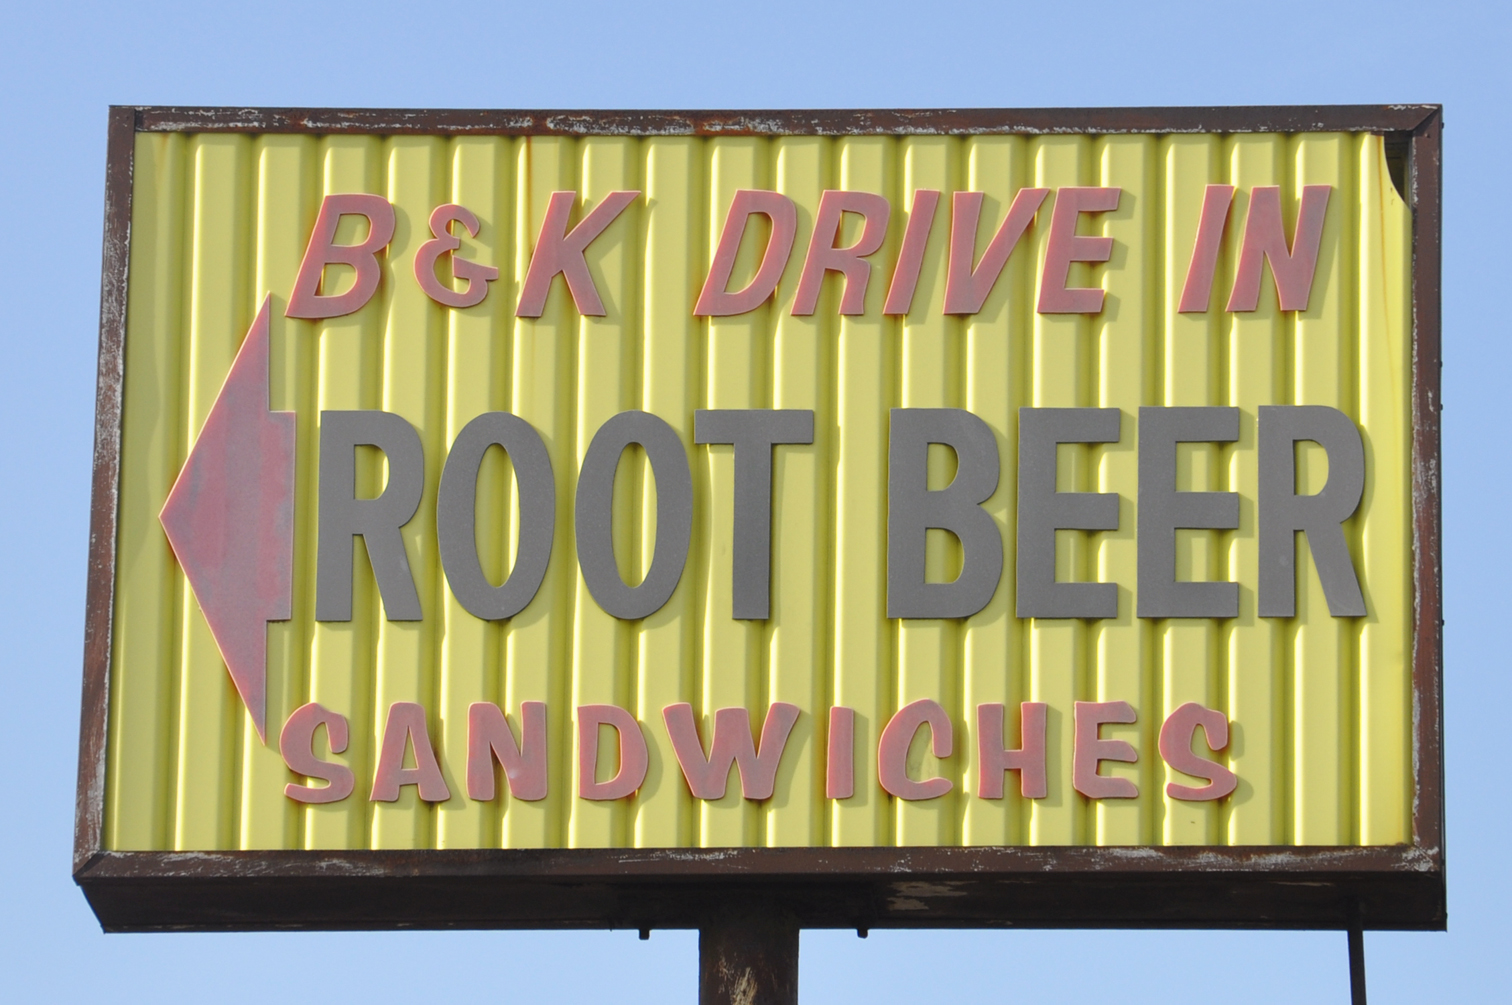 B & K DRIVE IN
ROOT BEER
SANDWICHES